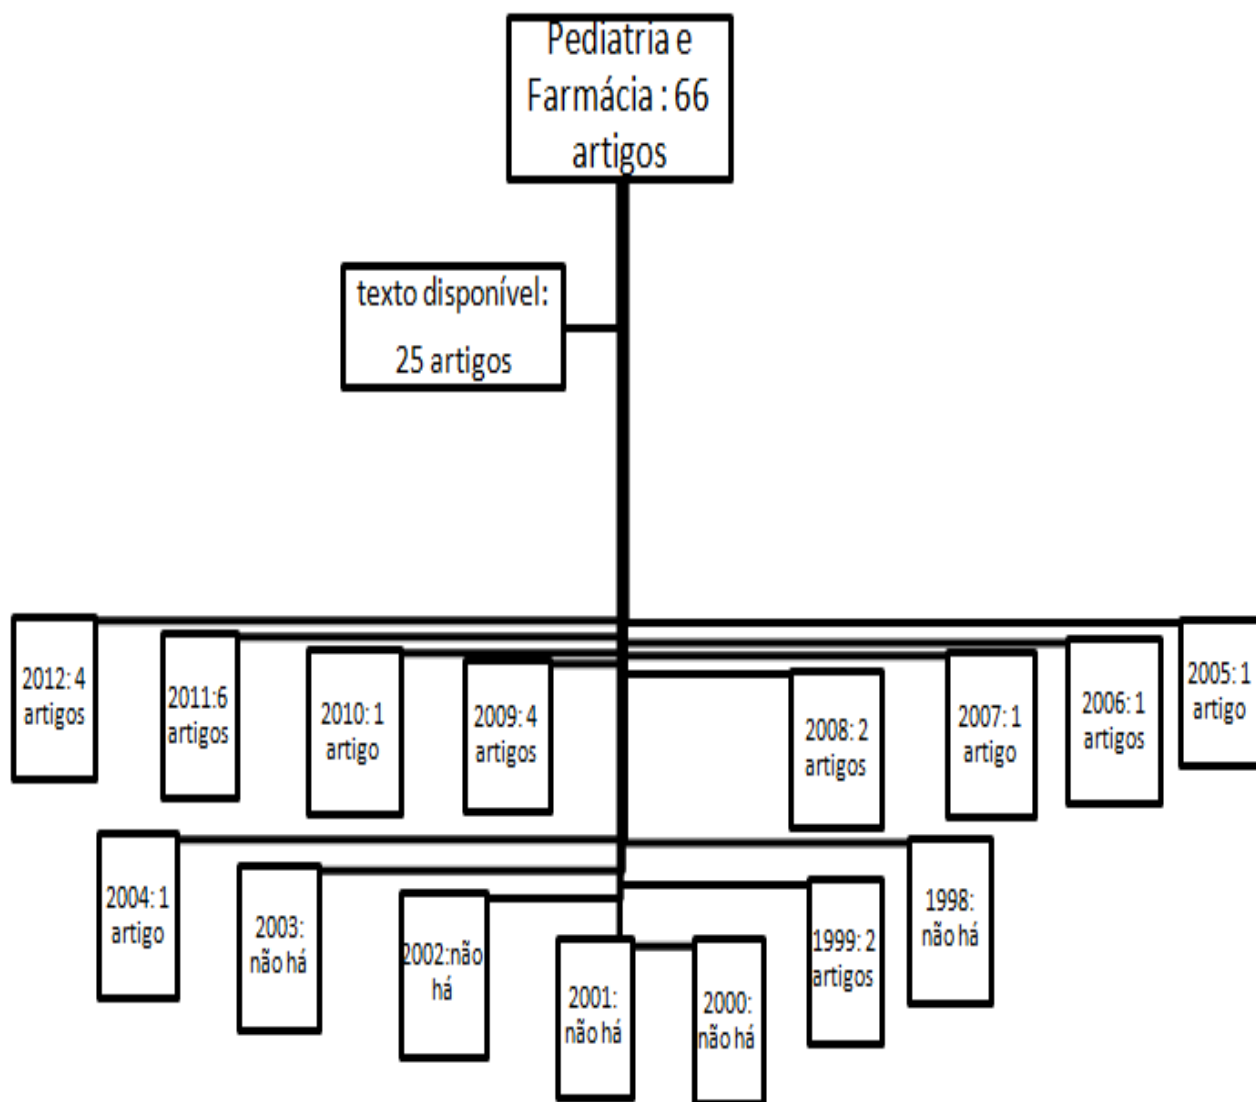 Pediatria e
Farmácia : 66
artigos
texto disponível:
25 artigos
2012: 4
artigos
2011:6
artigos
2010: 1
artigo
2009: 4
artigos
2008: 2
artigos
2007: 1
artigo
2006: 1
artigos
2005: 1
artigo
2004: 1
artigo
2003:
não há
2002:não
há
2001:
não há
2000:
não há
1999: 2
artigos
1998:
não há